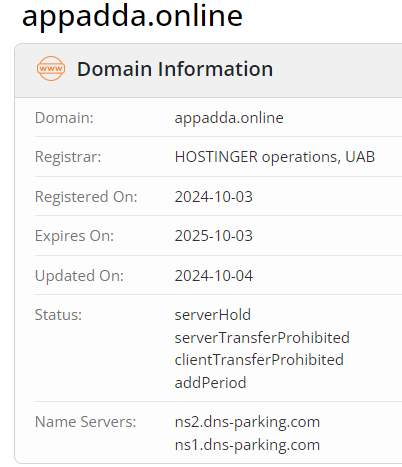 appadda.online
www Domain Information
Domain: appadda.online
Registrar: HOSTINGER operations, UAB
Registered On: 2024-10-03
Expires On: 2025-10-03
Updated On: 2024-10-04
Status: serverHold
serverTransferProhibited
clientTransferProhibited
addPeriod
Name Servers: ns2.dns-parking.com
ns1.dns-parking.com